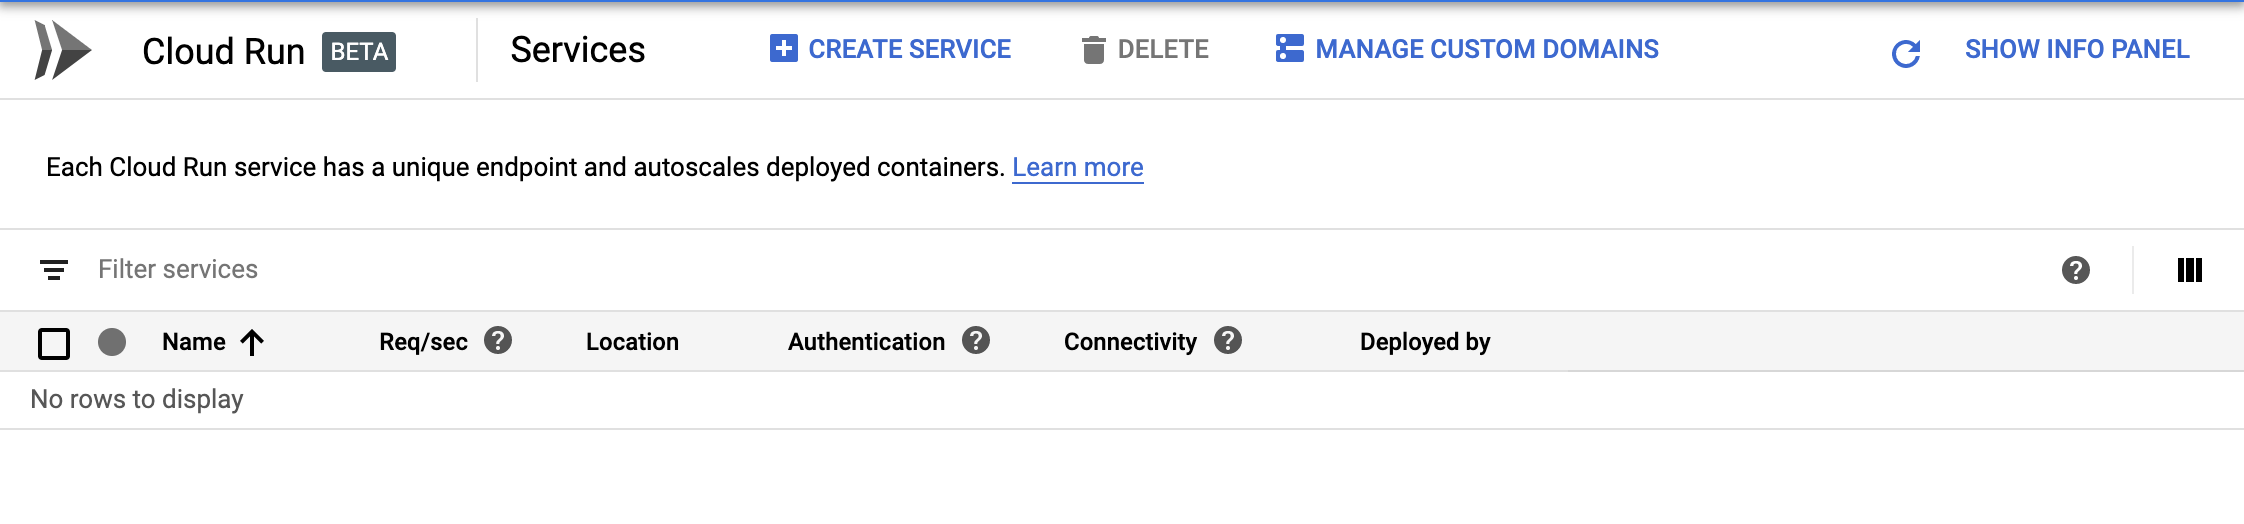 Cloud Run BETA Services CREATE SERVICE DELETE MANAGE CUSTOM DOMAINS SHOW INFO PANEL
Each Cloud Run service has a unique endpoint and autoscales deployed containers. Learn more
Filter services
Name Req/sec Location Authentication Connectivity Deployed by
No rows to display